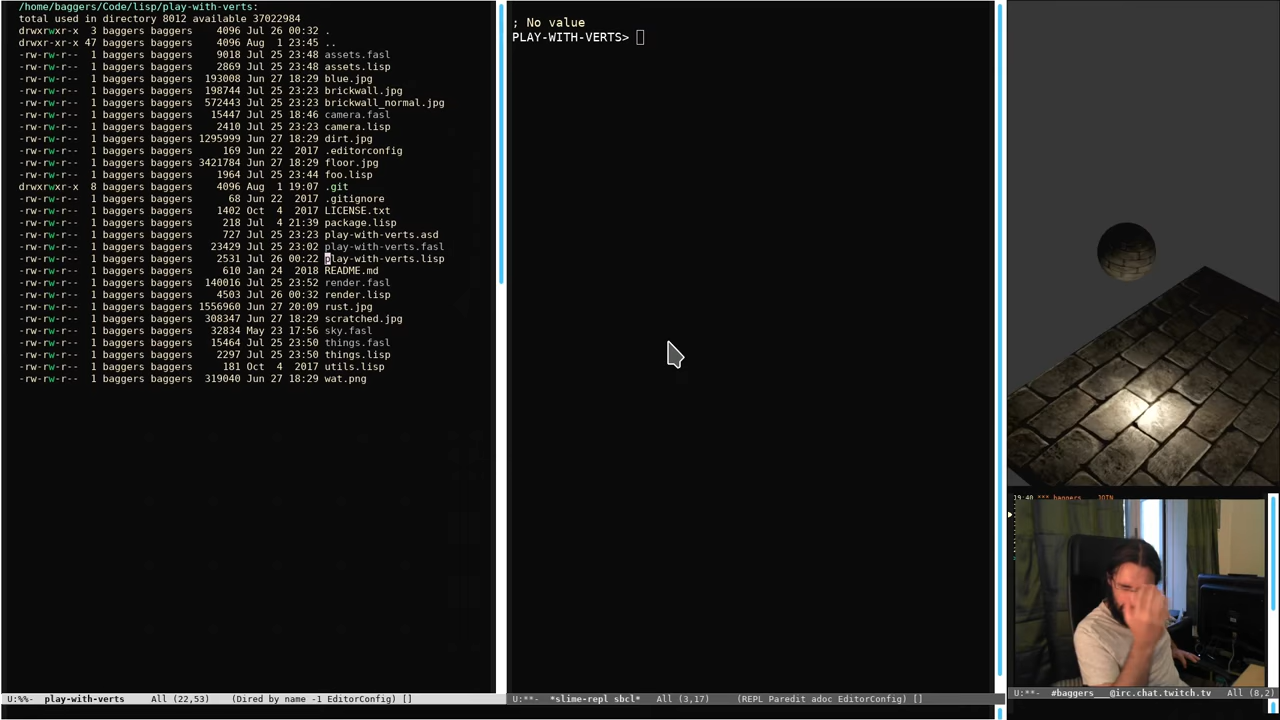 /home/baggers/Code/lisp/play-with-verts:
total used in directory 8012 available 37022984
drwxrwxr-x  3 baggers baggers    4096 Jul 26 00:32 .
drwxr-xr-x 47 baggers baggers    4096 Aug  1 23:45 ..
-rw-rw-r--  1 baggers baggers    9018 Jul 25 23:48 assets.fasl
-rw-rw-r--  1 baggers baggers    2869 Jul 25 23:48 assets.lisp
-rw-rw-r--  1 baggers baggers  193008 Jun 27 18:29 blue.jpg
-rw-rw-r--  1 baggers baggers  198744 Jul 25 23:23 brickwall.jpg
-rw-rw-r--  1 baggers baggers  572443 Jul 25 23:23 brickwall_normal.jpg
-rw-rw-r--  1 baggers baggers   15447 Jul 25 18:46 camera.fasl
-rw-rw-r--  1 baggers baggers    2410 Jul 25 23:23 camera.lisp
-rw-rw-r--  1 baggers baggers 1295999 Jun 27 18:29 dirt.jpg
-rw-rw-r--  1 baggers baggers     169 Jun 22  2017 .editorconfig
-rw-rw-r--  1 baggers baggers 3421784 Jun 27 18:29 floor.jpg
-rw-rw-r--  1 baggers baggers    1964 Jul 25 23:44 foo.lisp
drwxrwxr-x  8 baggers baggers    4096 Aug  1 19:07 .git
-rw-rw-r--  1 baggers baggers      68 Jun 22  2017 .gitignore
-rw-rw-r--  1 baggers baggers    1402 Oct  4  2017 LICENSE.txt
-rw-rw-r--  1 baggers baggers     218 Jul  4 21:39 package.lisp
-rw-rw-r--  1 baggers baggers     727 Jul 25 23:23 play-with-verts.asd
-rw-rw-r--  1 baggers baggers   23429 Jul 25 23:02 play-with-verts.fasl
-rw-rw-r--  1 baggers baggers    2531 Jul 26 00:22 play-with-verts.lisp
-rw-rw-r--  1 baggers baggers     610 Jan 24  2018 README.md
-rw-rw-r--  1 baggers baggers  140016 Jul 25 23:52 render.fasl
-rw-rw-r--  1 baggers baggers    4503 Jul 26 00:32 render.lisp
-rw-rw-r--  1 baggers baggers 1556960 Jun 27 20:09 rust.jpg
-rw-rw-r--  1 baggers baggers  308347 Jun 27 18:29 scratched.jpg
-rw-rw-r--  1 baggers baggers   32834 May 23 17:56 sky.fasl
-rw-rw-r--  1 baggers baggers   15464 Jul 25 23:50 things.fasl
-rw-rw-r--  1 baggers baggers    2297 Jul 25 23:50 things.lisp
-rw-rw-r--  1 baggers baggers     181 Oct  4  2017 utils.lisp
-rw-rw-r--  1 baggers baggers  319040 Jun 27 18:29 wat.png
U:%%-  play-with-verts    All (22,53)    (Dired by name -1 EditorConfig) []
; No value
PLAY-WITH-VERTS>
U:**-  *slime-repl sbcl*   All (3,17)    (REPL Paredit adoc EditorConfig) []
19:40 *** baggers   JOIN
U:**-  #baggers___@irc.chat.twitch.tv   All (8,2)